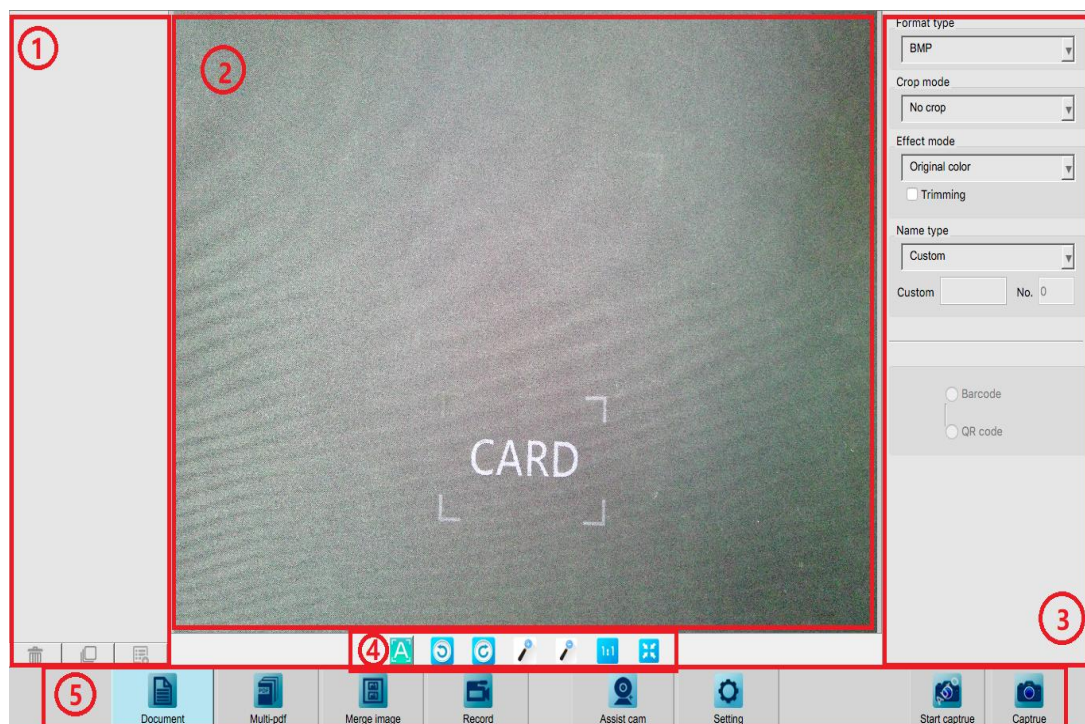 1
2
Format type
BMP
Crop mode
No crop
Effect mode
Original color
Trimming
Name type
Custom
Custom No. 0
Barcode
QR code
CARD
3
4 A 1:1
5
Document Multi-pdf Merge image Record Assist cam Setting Start captrue Captrue